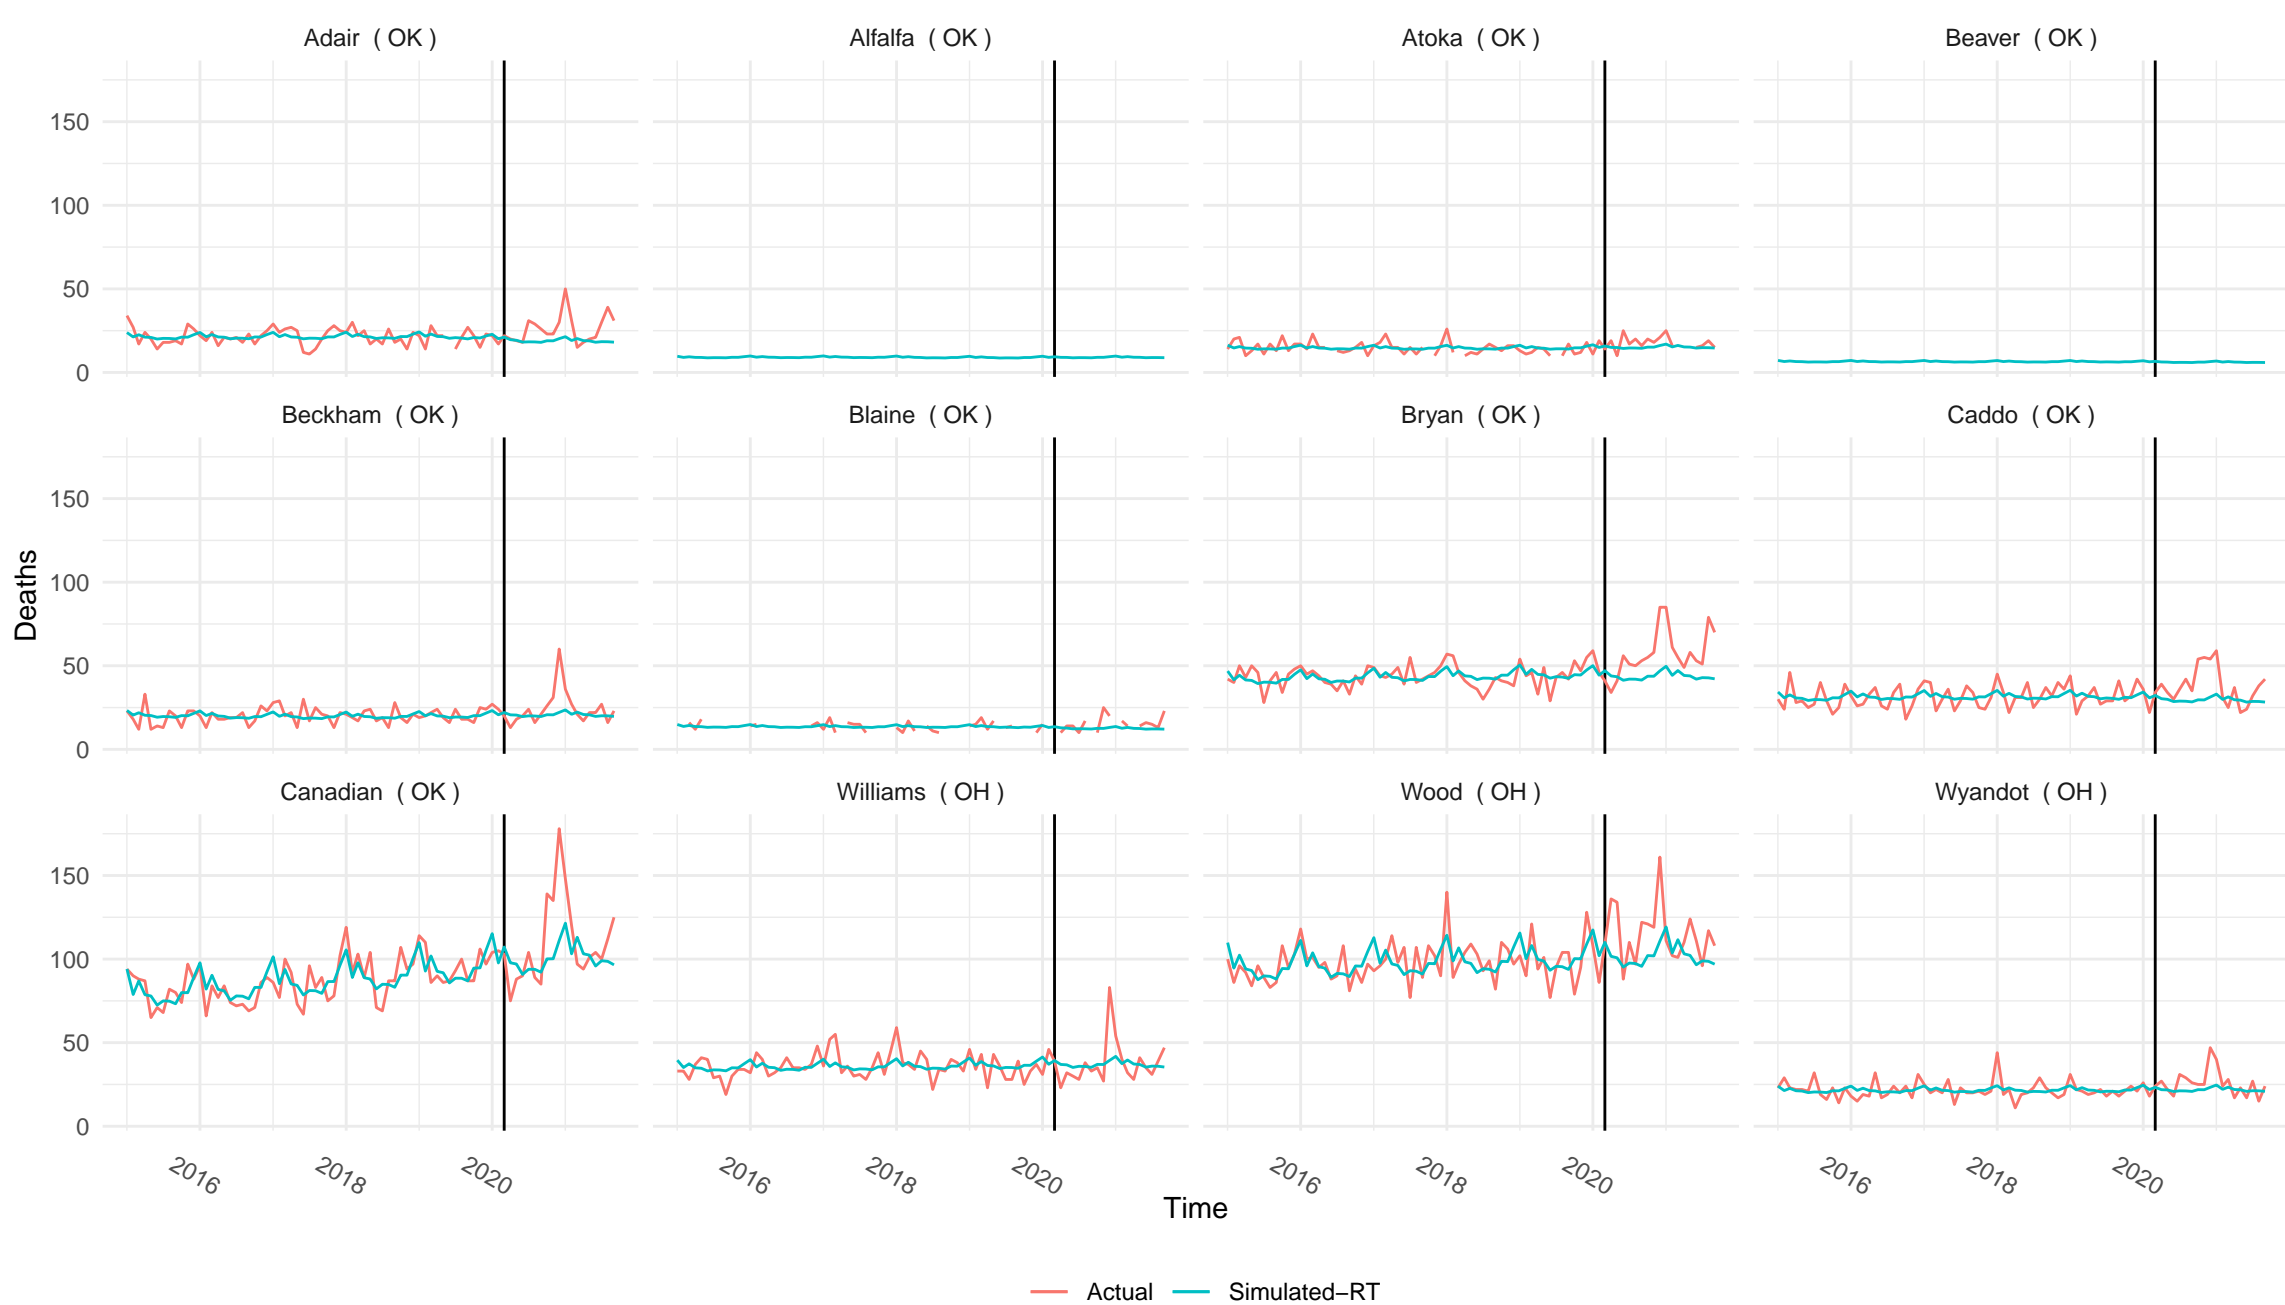 Adair ( OK )
Alfalfa ( OK )
Atoka ( OK )
Beaver ( OK )
150
100
50
0
Beckham ( OK )
Blaine ( OK )
Bryan ( OK )
Caddo ( OK )
150
100
50
0
Deaths
Canadian ( OK )
Williams ( OH )
Wood ( OH )
Wyandot ( OH )
150
100
50
0
2016
2018
2020
2016
2018
2020
2016
2018
2020
2016
2018
2020
Time
Actual
Simulated−RT